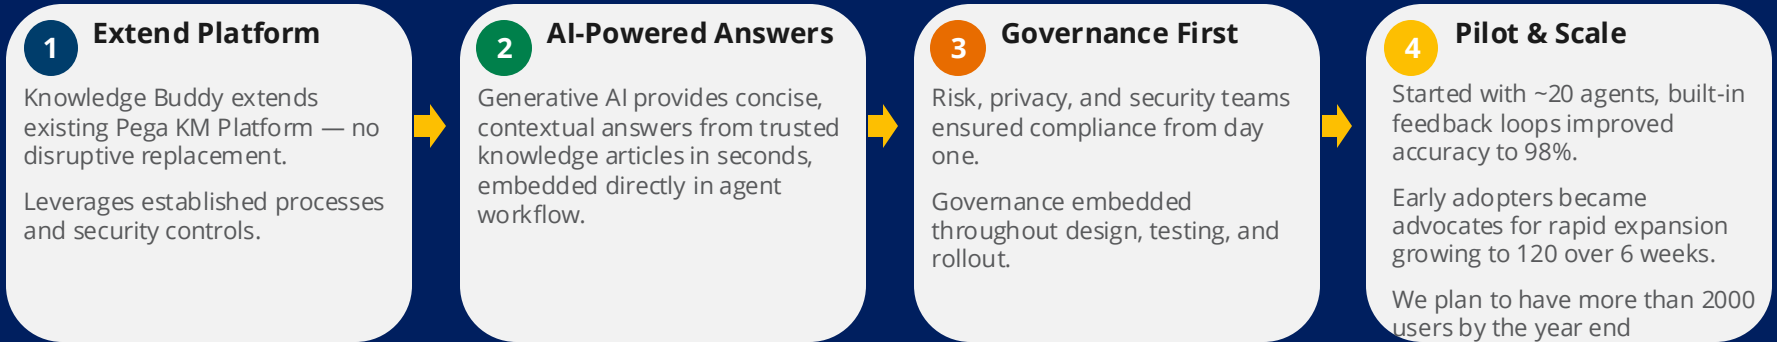 1
Extend Platform
Knowledge Buddy extends
existing Pega KM Platform — no
disruptive replacement.
Leverages established processes
and security controls.
2
AI-Powered Answers
Generative AI provides concise,
contextual answers from trusted
knowledge articles in seconds,
embedded directly in agent
workflow.
3
Governance First
Risk, privacy, and security teams
ensured compliance from day
one.
Governance embedded
throughout design, testing, and
rollout.
4
Pilot & Scale
Started with ~20 agents, built-in
feedback loops improved
accuracy to 98%.
Early adopters became
advocates for rapid expansion
growing to 120 over 6 weeks.
We plan to have more than 2000
users by the year end